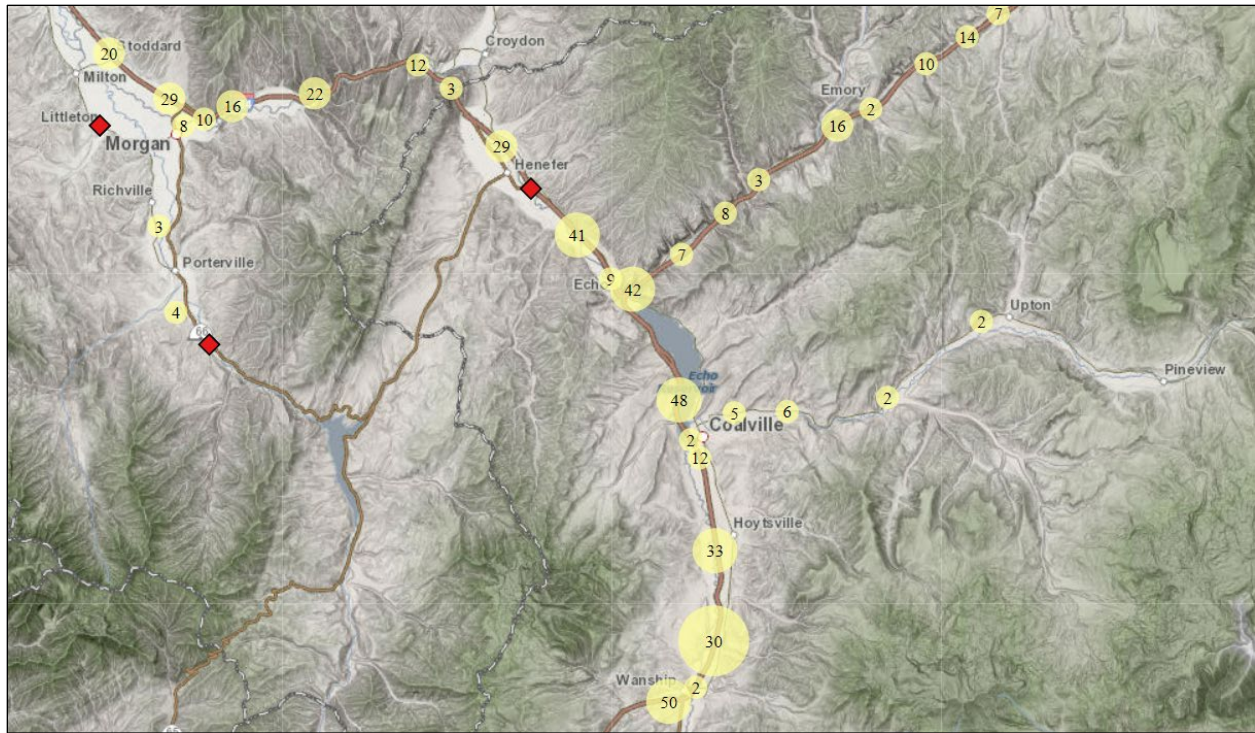 7
14
20
Stoddard
Croydon
12
10
Milton
3
Emory
29
16
22
2
10
8
16
Littleton
Morgan
29
Henefer
3
Richville
8
3
41
7
Porterville
9
42
4
66
2
Upton
Pineview
Echo
48
2
5
6
Coalville
2
12
Hoytsville
33
30
Wanship
2
50